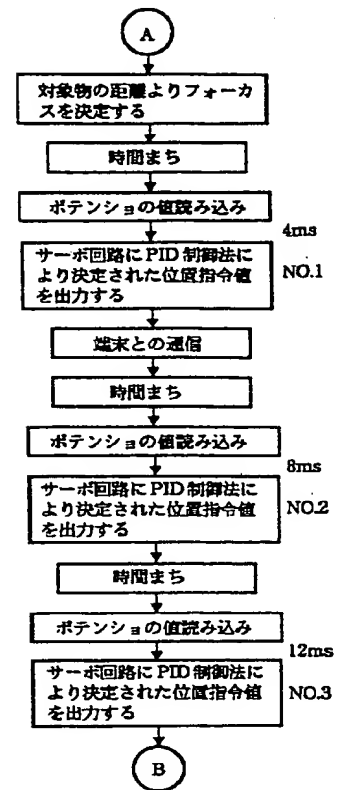 A
対象物の距離よりフォーカ
スを決定する
時間まち
ポテンショの値読み込み
4ms
サーボ回路にPID制御法に
より決定された位置指令値
を出力する
NO.1
端末との通信
時間まち
ポテンショの値読み込み
8ms
サーボ回路にPID制御法に
より決定された位置指令値
を出力する
NO.2
時間まち
ポテンショの値読み込み
12ms
サーボ回路にPID制御法に
より決定された位置指令値
を出力する
NO.3
B